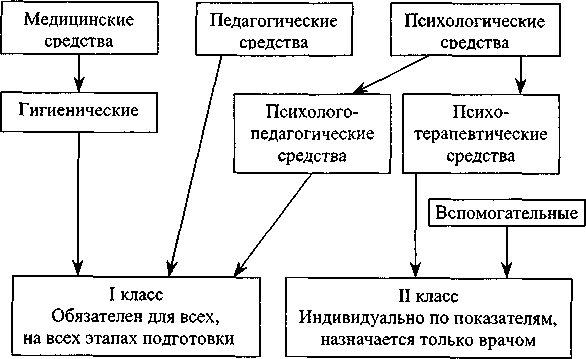 Медицинские
средства
Педагогические
средства
Психологические
средства
Гигиенические
Психолого-
педагогические
средства
Психо-
терапевтические
средства
Вспомогательные
I класс
Обязателен для всех,
на всех этапах подготовки
II класс
Индивидуально по показателям,
назначается только врачом